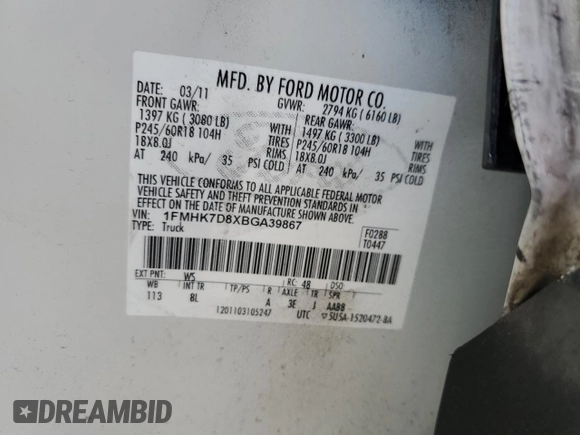 MFD. BY FORD MOTOR CO.
DATE: 03/11 GVWR: 2794 KG ( 6160 LB)
FRONT GAWR: REAR GAWR:
1397 KG ( 3080 LB) 1497 KG ( 3300 LB)
P245/60R18 104H TIRES P245/60R18 104H TIRES
18X8.0J RIMS 18X8.0J RIMS
AT 240 kPa/ 35 PSI COLD AT 240 kPa/ 35 PSI COLD
THIS VEHICLE CONFORMS TO ALL APPLICABLE FEDERAL MOTOR
VEHICLE SAFETY AND THEFT PREVENTION STANDARDS IN
EFFECT ON THE DATE OF MANUFACTURE SHOWN ABOVE.
VIN: 1FMHK7D8XBGA39867
TYPE: Truck
F0288
T0447
EXT PNT: WS RC: 48 DSO:
WB INT TR TP/PS R AXLE TR SPR
113 8L A 3E J AA88
1201103105247 UTC 5U5A-1520472-BA
DREAMBID